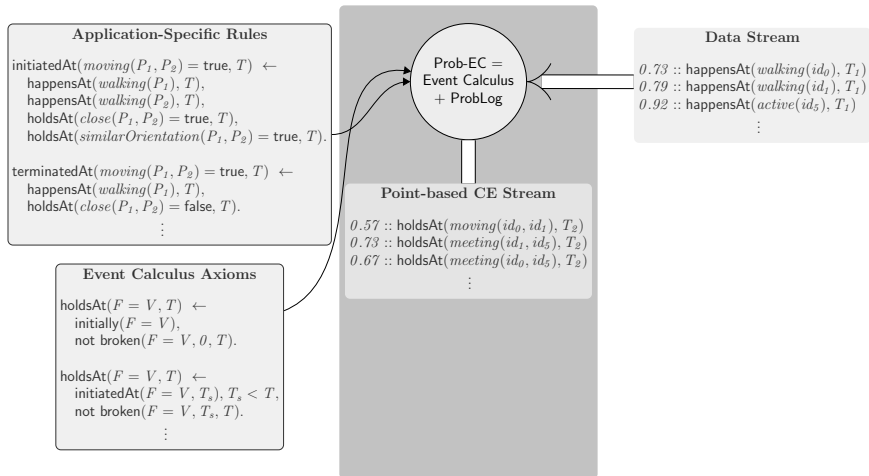 Application-Specific Rules
initiatedAt(moving(P₁, P₂) = true, T) ←
happensAt(walking(P₁), T),
happensAt(walking(P₂), T),
holdsAt(close(P₁, P₂) = true, T),
holdsAt(similarOrientation(P₁, P₂) = true, T).
terminatedAt(moving(P₁, P₂) = true, T) ←
happensAt(walking(P₁), T),
holdsAt(close(P₁, P₂) = false, T).
⋮
Event Calculus Axioms
holdsAt(F = V, T) ←
initially(F = V),
not broken(F = V, 0, T).
holdsAt(F = V, T) ←
initiatedAt(F = V, Tₛ), Tₛ < T,
not broken(F = V, Tₛ, T).
⋮
Prob-EC =
Event Calculus
+ ProbLog
Point-based CE Stream
0.57 :: holdsAt(moving(id₀, id₁), T₂)
0.73 :: holdsAt(meeting(id₁, id₅), T₂)
0.67 :: holdsAt(meeting(id₀, id₅), T₂)
⋮
Data Stream
0.73 :: happensAt(walking(id₀), T₁)
0.79 :: happensAt(walking(id₁), T₁)
0.92 :: happensAt(active(id₅), T₁)
⋮